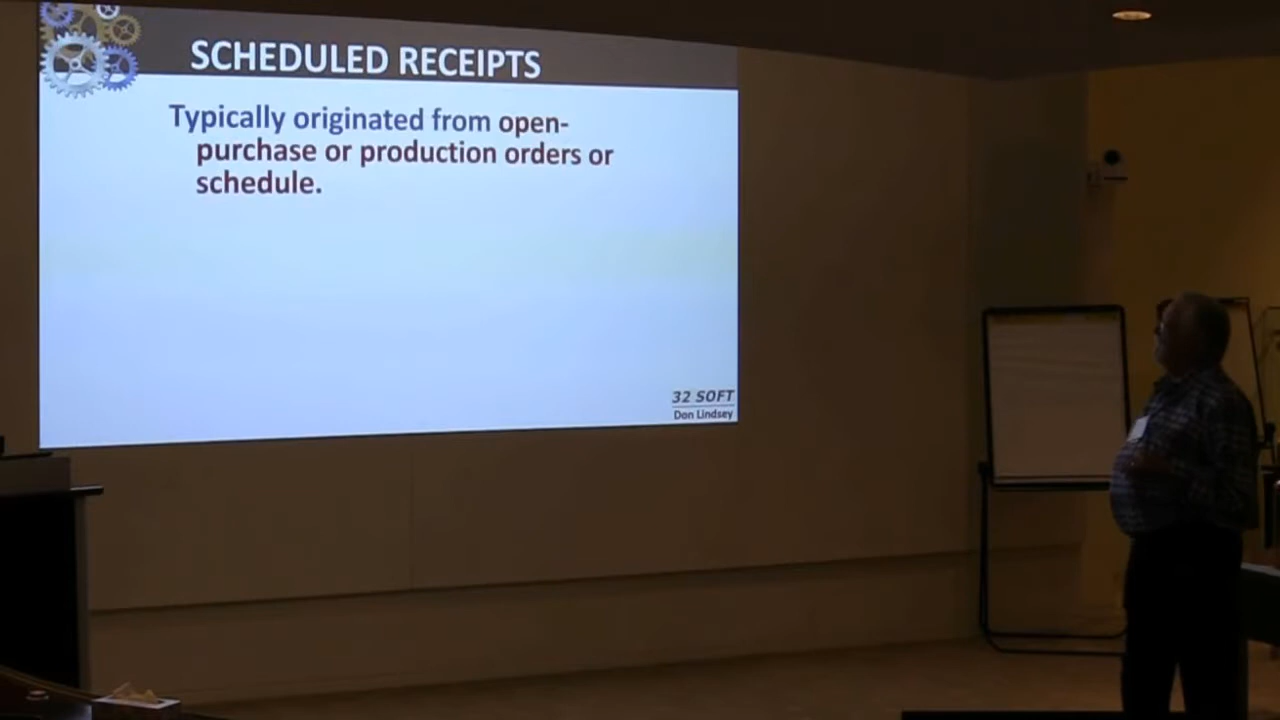 SCHEDULED RECEIPTS
Typically originated from open-
purchase or production orders or
schedule.
32 SOFT
Don Lindsey